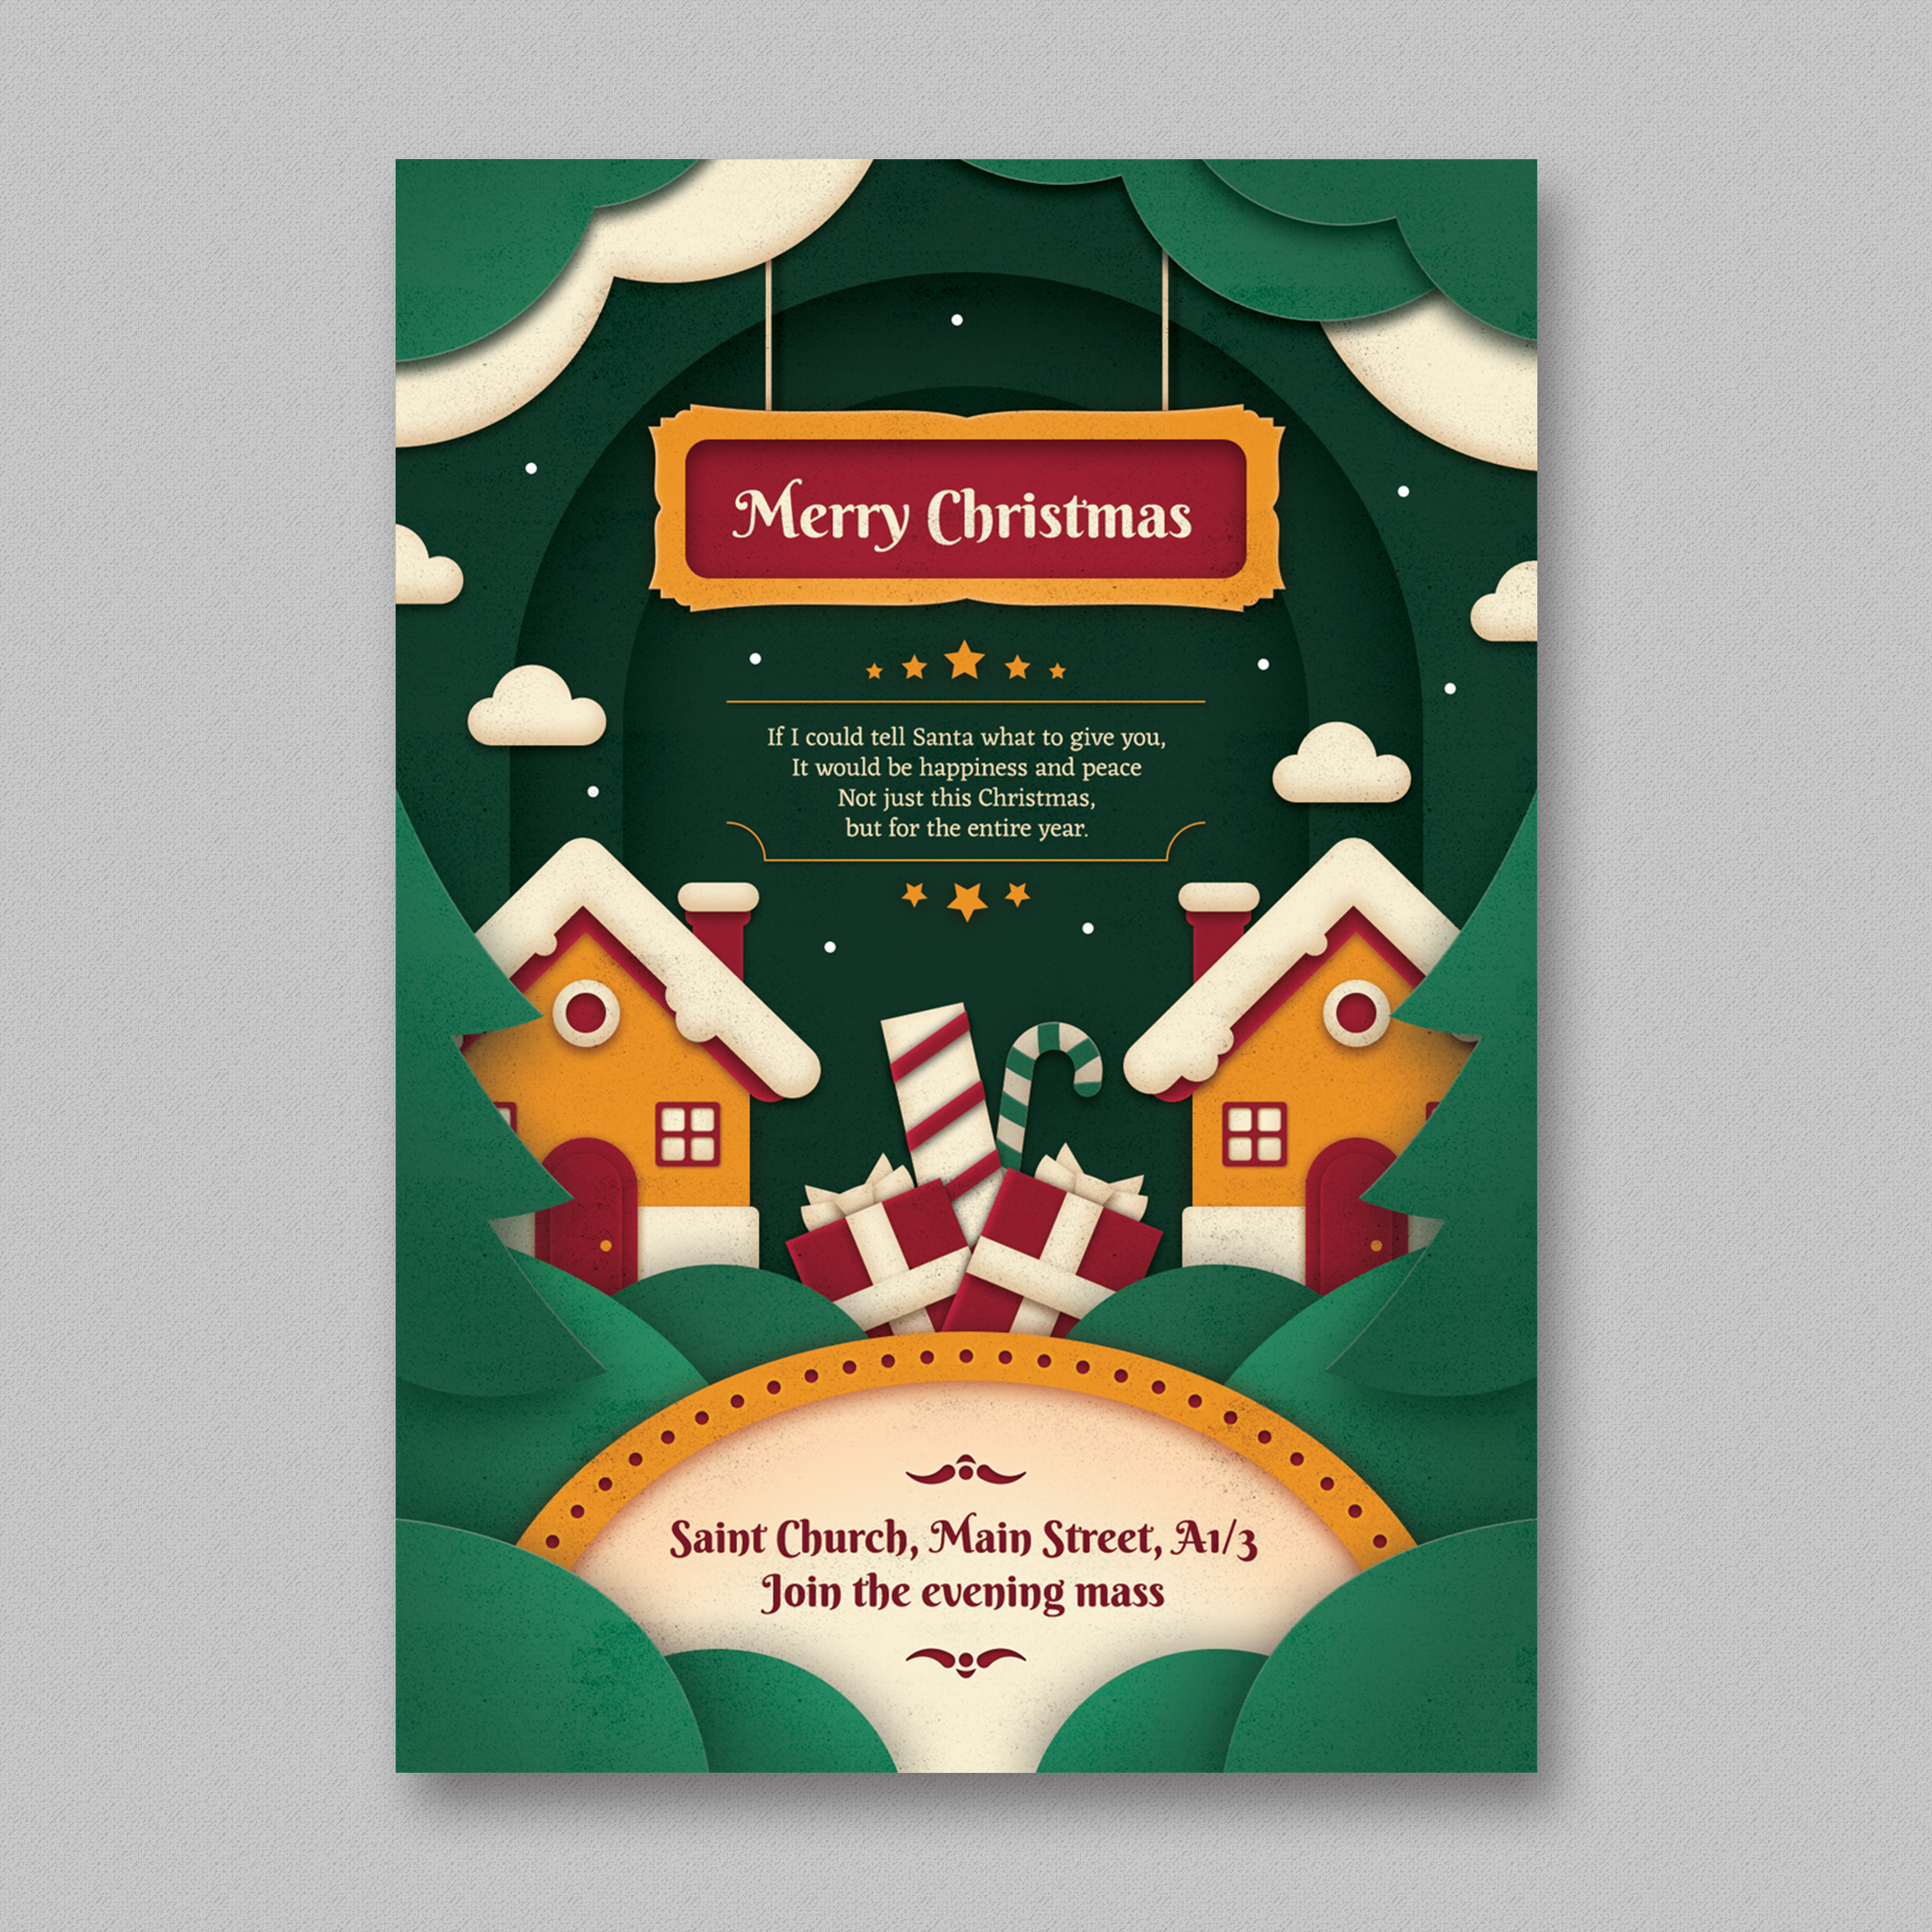 Merry Christmas
If I could tell Santa what to give you,
It would be happiness and peace
Not just this Christmas,
but for the entire year.
Saint Church, Main Street, A1/3
Join the evening mass